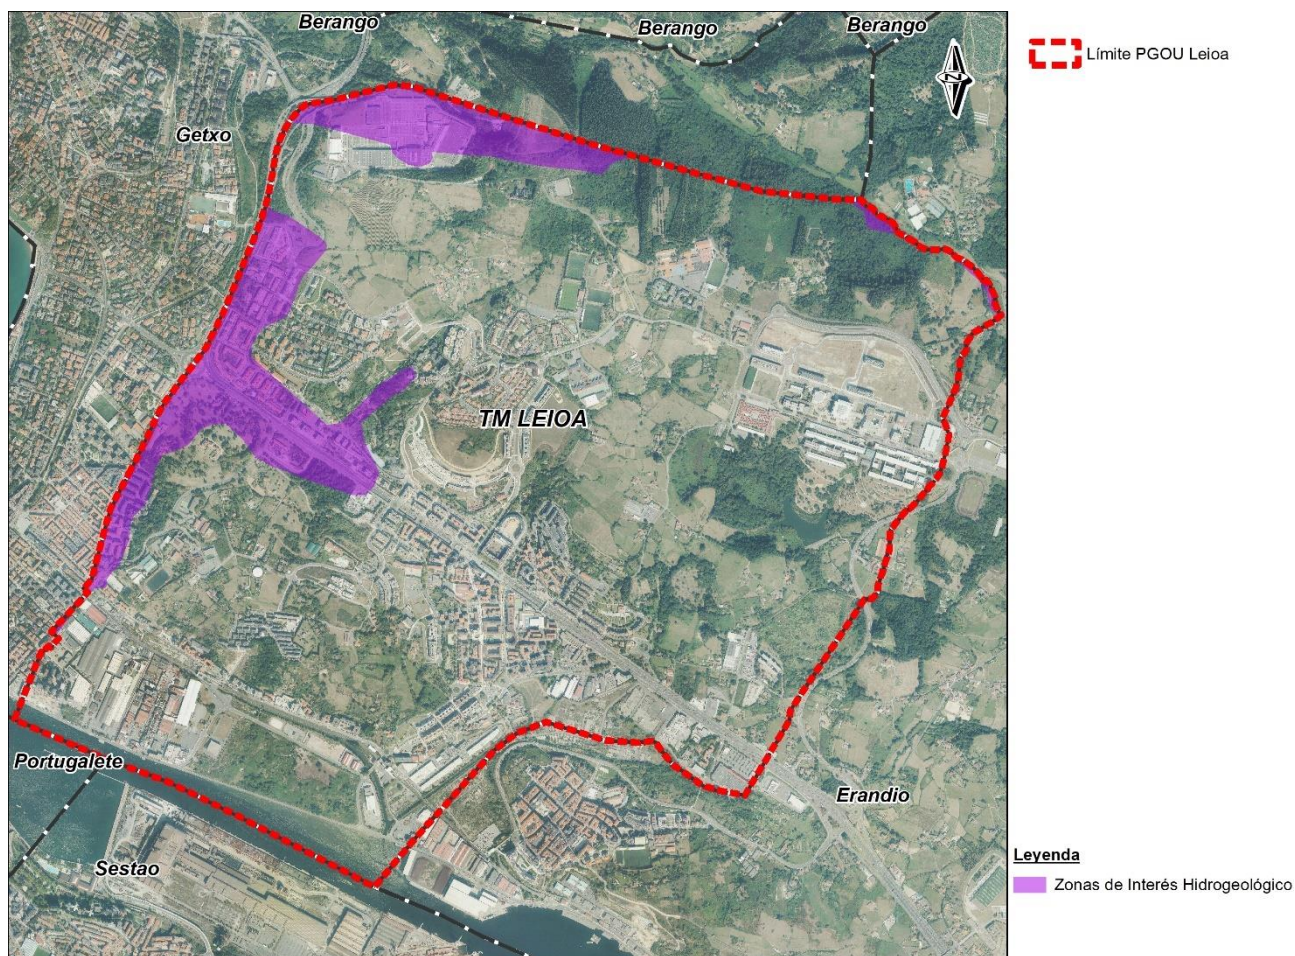 Berango
Berango
Berango
Límite PGOU Leioa
N
Getxo
TM LEIOA
Portugalete
Erandio
Sestao
Leyenda
Zonas de Interés Hidrogeológico